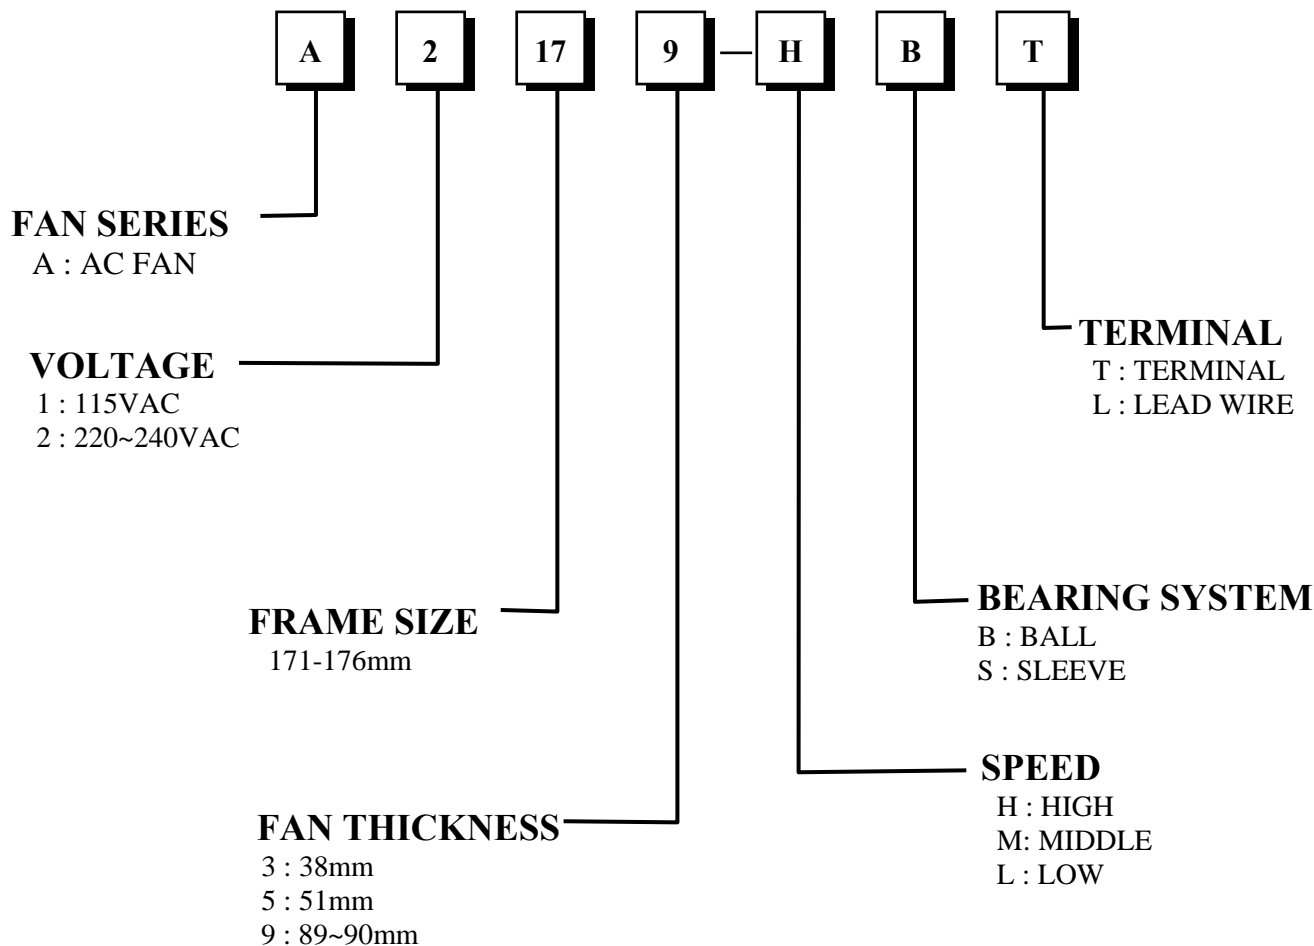 A 2 17 9 — H B T
FAN SERIES
A : AC FAN
VOLTAGE
1 : 115VAC
2 : 220~240VAC
TERMINAL
T : TERMINAL
L : LEAD WIRE
FRAME SIZE
171-176mm
BEARING SYSTEM
B : BALL
S : SLEEVE
SPEED
H : HIGH
M: MIDDLE
L : LOW
FAN THICKNESS
3 : 38mm
5 : 51mm
9 : 89~90mm